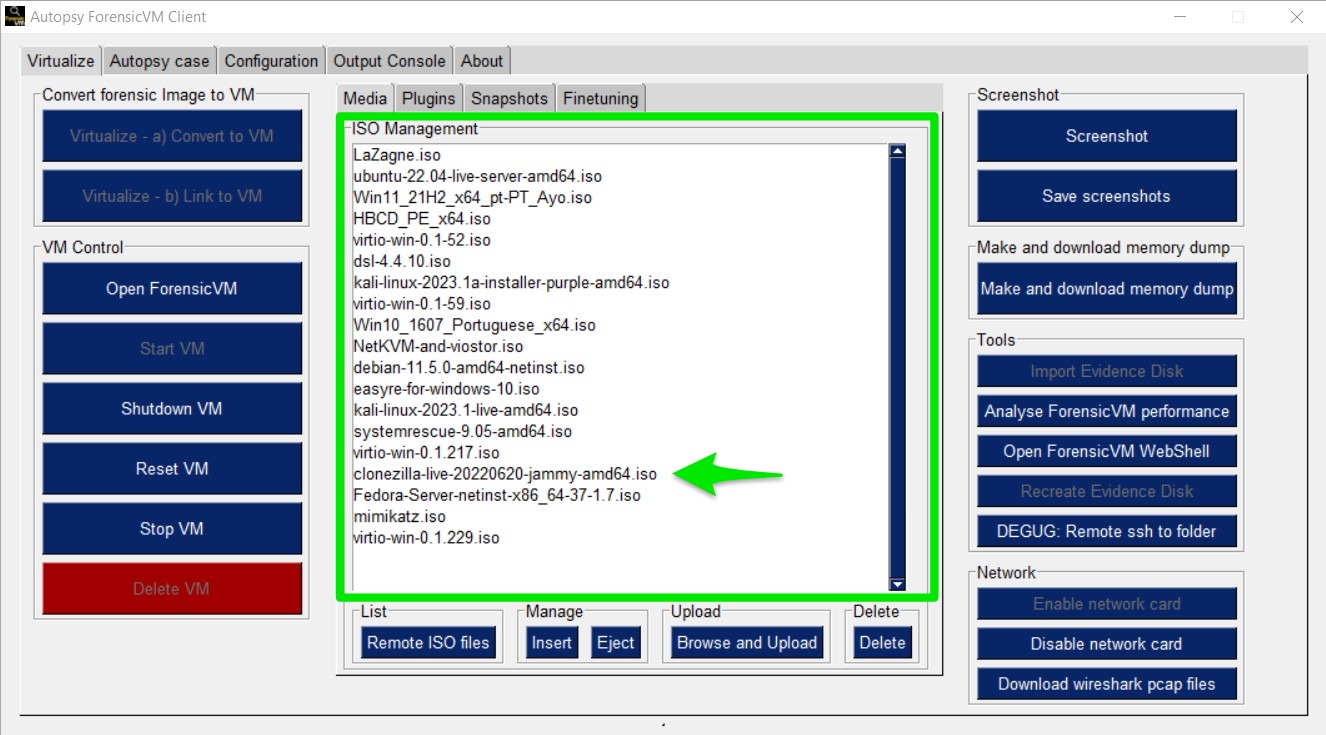 Autopsy ForensicVM Client
Virtualize Autopsy case Configuration Output Console About
Convert forensic Image to VM
Virtualize - a) Convert to VM
Virtualize - b) Link to VM
VM Control
Open ForensicVM
Start VM
Shutdown VM
Reset VM
Stop VM
Delete VM
Media Plugins Snapshots Finetuning
ISO Management
LaZagne.iso
ubuntu-22.04-live-server-amd64.iso
Win11_21H2_x64_pt-PT_Ayo.iso
HBCD_PE_x64.iso
virtio-win-0.1-52.iso
dsl-4.4.10.iso
kali-linux-2023.1a-installer-purple-amd64.iso
virtio-win-0.1-59.iso
Win10_1607_Portuguese_x64.iso
NetKVM-and-viostor.iso
debian-11.5.0-amd64-netinst.iso
easyre-for-windows-10.iso
kali-linux-2023.1-live-amd64.iso
systemrescue-9.05-amd64.iso
virtio-win-0.1.217.iso
clonezilla-live-20220620-jammy-amd64.iso
Fedora-Server-netinst-x86_64-37-1.7.iso
mimikatz.iso
virtio-win-0.1.229.iso
List Manage Upload Delete
Remote ISO files Insert Eject Browse and Upload Delete
Screenshot
Screenshot
Save screenshots
Make and download memory dump
Make and download memory dump
Tools
Import Evidence Disk
Analyse ForensicVM performance
Open ForensicVM WebShell
Recreate Evidence Disk
DEGUG: Remote ssh to folder
Network
Enable network card
Disable network card
Download wireshark pcap files